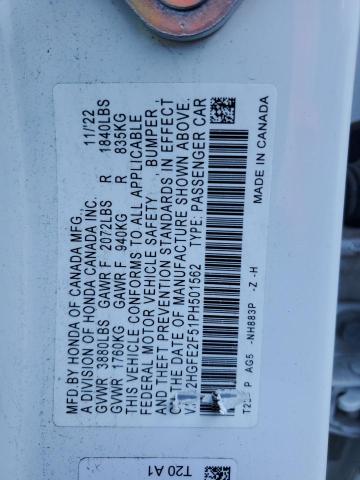 MFD.BY HONDA OF CANADA MFG. 11/22
A DIVISION OF HONDA CANADA INC.
GVWR 3880LBS GAWR F 2072LBS R 1840LBS
GVWR 1760KG GAWR F 940KG R 835KG
THIS VEHICLE CONFORMS TO ALL APPLICABLE
FEDERAL MOTOR VEHICLE SAFETY, BUMPER,
AND THEFT PREVENTION STANDARDS IN EFFECT
DATE OF MANUFACTURE SHOWN ABOVE.
2HGFE2F51PH501562 TYPE: PASSENGER CAR
P AG5 -NH883P -Z -H
MADE IN CANADA
T20 A1